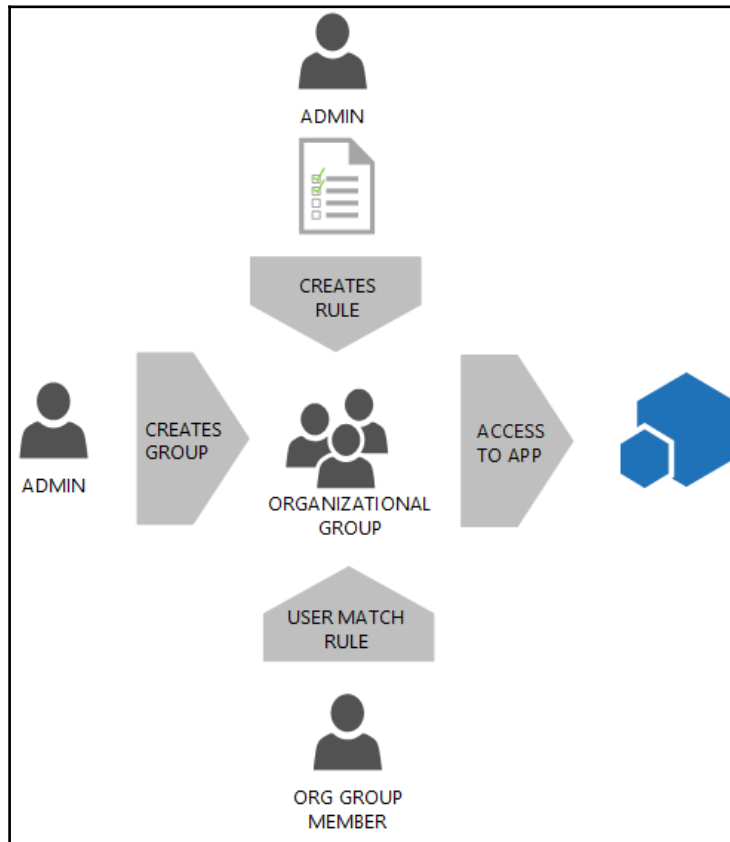 ADMIN
CREATES
RULE
ADMIN
CREATES
GROUP
ORGANIZATIONAL
GROUP
ACCESS
TO APP
USER MATCH
RULE
ORG GROUP
MEMBER